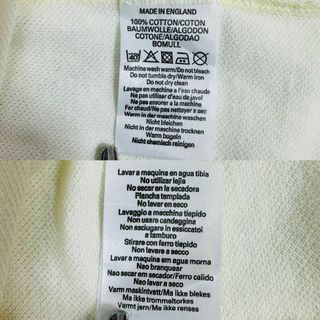 MADE IN ENGLAND
100% COTTON/COTON
BAUMWOLLE/ALGODON
COTONE/ALGODAO
BOMULL
40
Machine wash warm/Do not bleach
Do not tumble dry/Warm iron
Do not dry clean
Lavage en machine a l'eau chaude
Ne pas utiliser d'eau de javel
Ne pas essorer a la machine
Fer chaud/Ne pas nettoyer a sec
Warm in der maschine waschen
Nicht bleichen
Nicht in der maschine trocknen
Warm bugeln
Nicht chemisch reinigen
Lavar a maquina en agua tibia
No utilizer lejia
No secar en la secadora
Plancha templada
No lavar en seco
Lavaggio a macchina tiepido
Non usare candeggina
Non asciugare in essiccatoi
a tamburo
Stirare con ferro tiepido
Non lavare a secco
Lavar a maquina em agua morna
Nao branquear
Nao secar em secador/Ferro calido
Nao lavar a seco
Varm maskintvatt/Ma ikke blekes
Ma ikke trommeltorkes
Varmt jern/Ma ikke renses